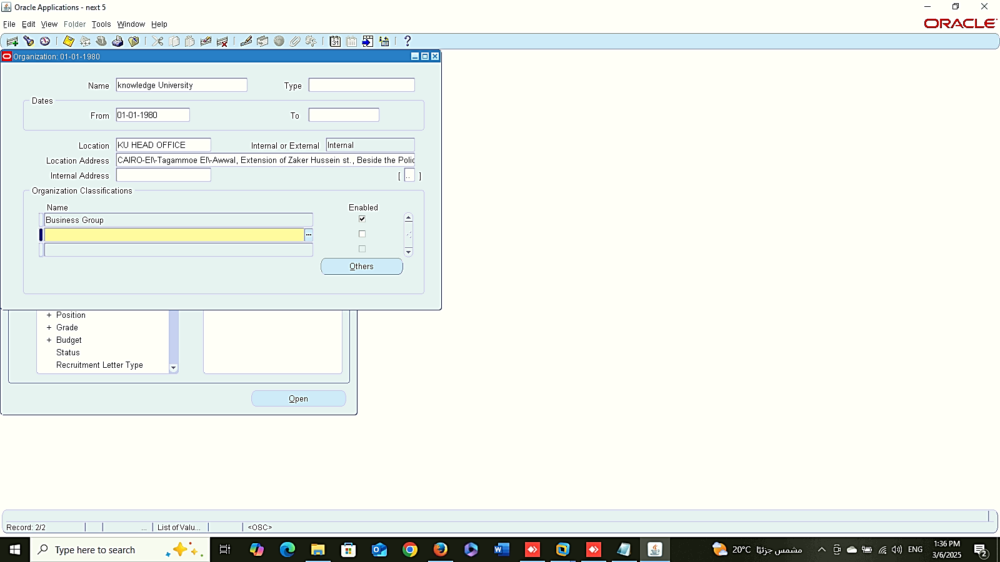 Oracle Applications - next 5
File Edit View Folder Tools Window Help
ORACLE
31 ?
Organization: 01-01-1980
Name knowledge University Type
Dates
From 01-01-1980 To
Location KU HEAD OFFICE Internal or External Internal
Location Address CAIRO-El\-Tagammoe El\-Awwal, Extension of Zaker Hussein st., Beside the Polic
Internal Address [ .. ]
Organization Classifications
Name Enabled
Business Group
...
Others
+ Position
+ Grade
+ Budget
Status
Recruitment Letter Type
Open
Record: 2/2 ... List of Valu... <OSC>
Type here to search 20°C مشمس جزئيًا ENG 1:36 PM
3/6/2025 2